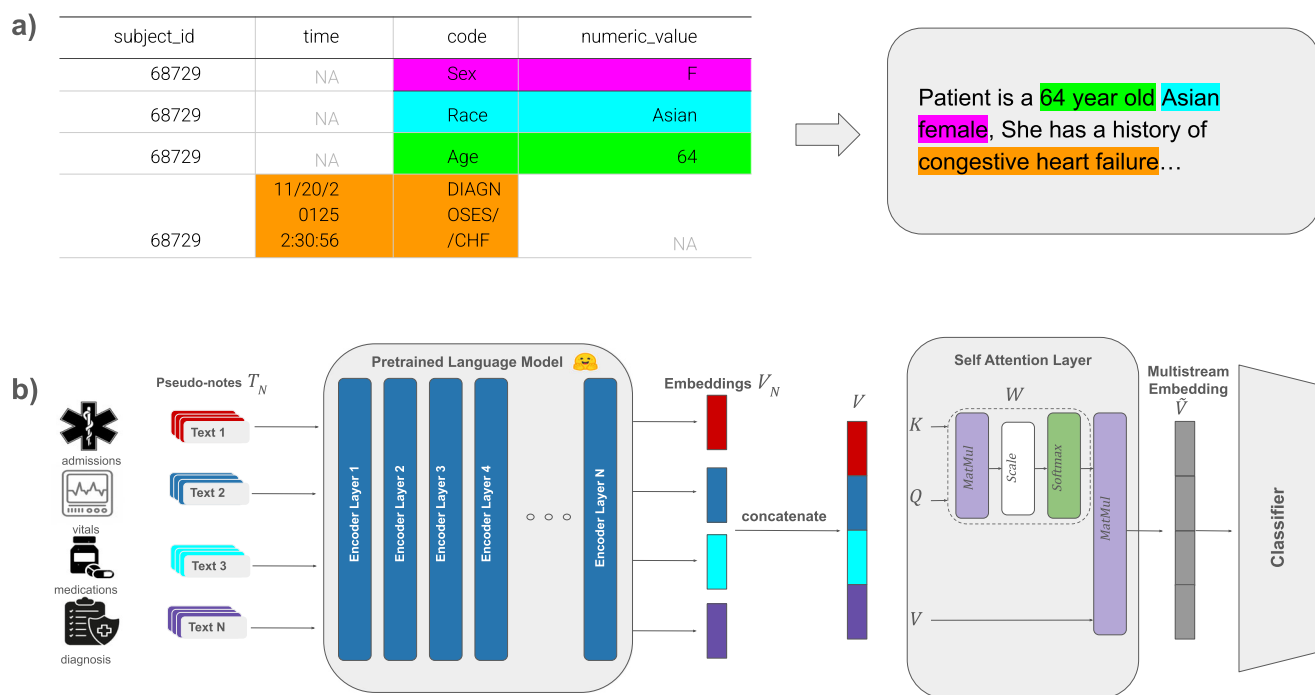 a)
subject_id time code numeric_value
68729 NA Sex F
68729 NA Race Asian
68729 NA Age 64
11/20/2 DIAGN
0125 OSES/
68729 2:30:56 /CHF NA
Patient is a 64 year old Asian
female, She has a history of
congestive heart failure…
b)
Pseudo-notes T_N
Pretrained Language Model
Embeddings V_N
V
Self Attention Layer
Multistream
Embedding
Ṽ
admissions
vitals
medications
diagnosis
Text 1
Text 2
Text 3
Text N
Encoder Layer 1
Encoder Layer 2
Encoder Layer 3
Encoder Layer 4
Encoder Layer N
concatenate
W
K
Q
V
MatMul
Scale
Softmax
MatMul
Classifier